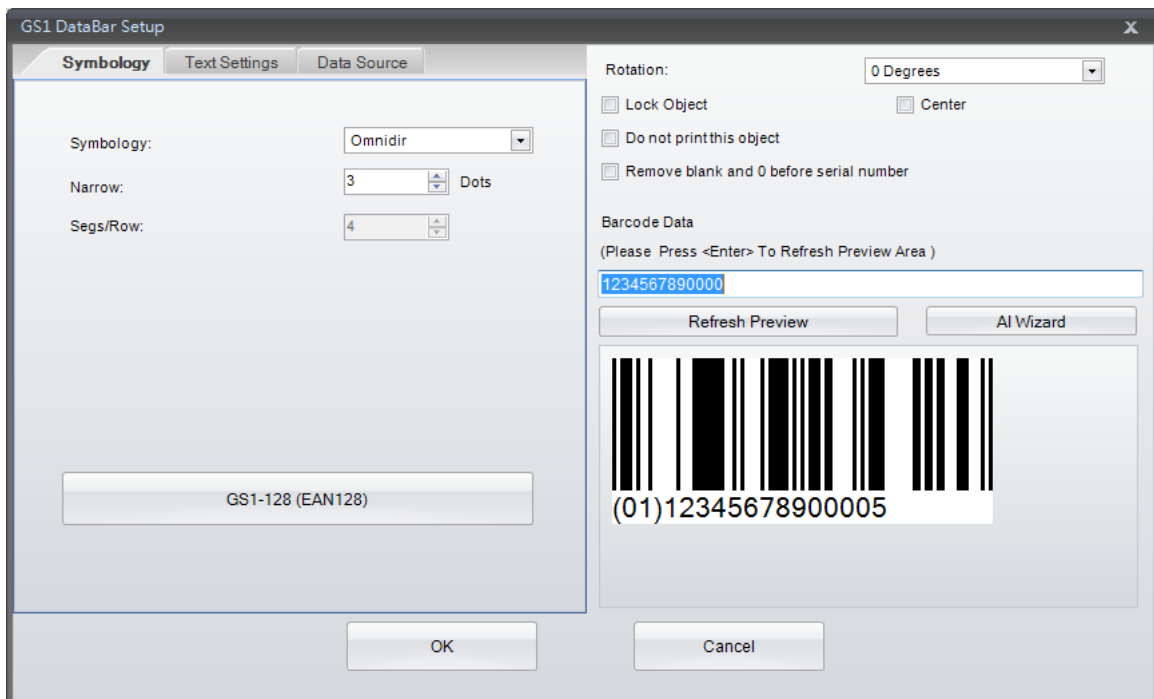 GS1 DataBar Setup
X
Symbology
Text Settings
Data Source
Symbology:
Omnidir
Narrow:
3
Dots
Segs/Row:
4
GS1-128 (EAN128)
Rotation:
0 Degrees
Lock Object
Center
Do not print this object
Remove blank and 0 before serial number
Barcode Data
(Please Press <Enter> To Refresh Preview Area )
1234567890000
Refresh Preview
AI Wizard
(01)12345678900005
OK
Cancel